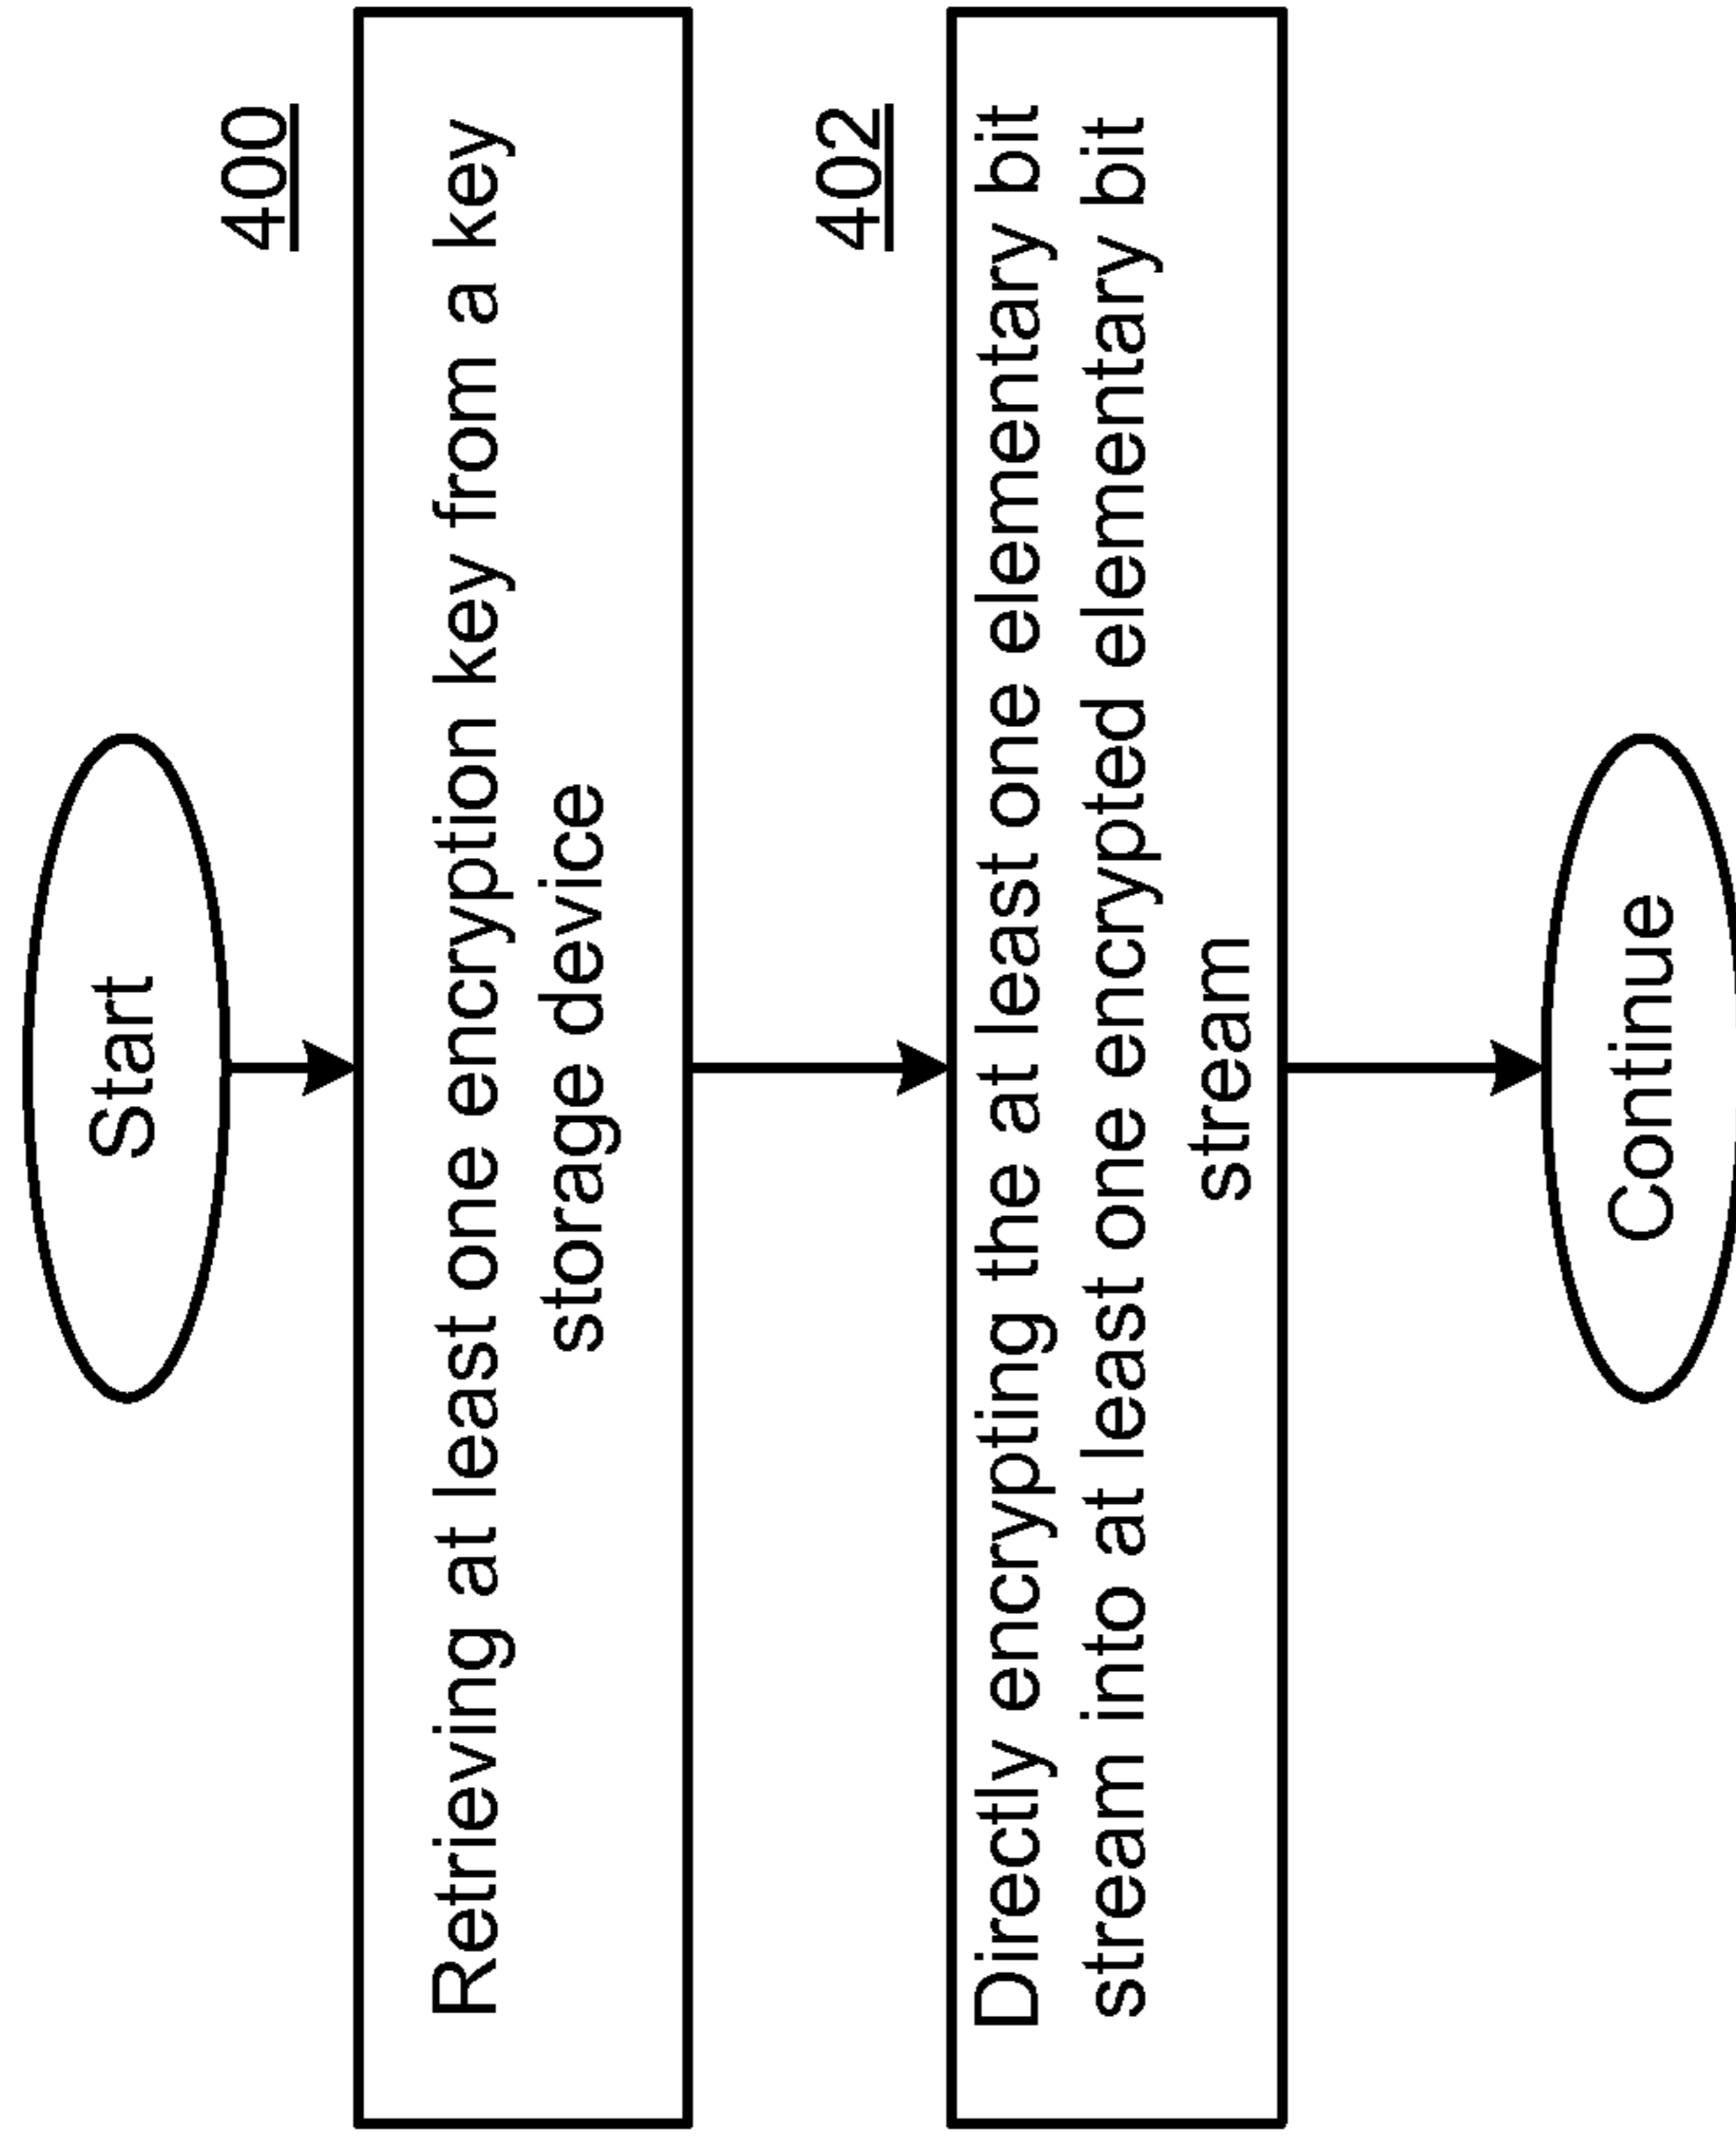 Start
400
Retrieving at least one encryption key from a key
storage device
402
Directly encrypting the at least one elementary bit
stream into at least one encrypted elementary bit
stream
Continue